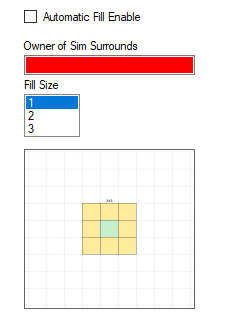 Automatic Fill Enable
Owner of Sim Surrounds
Fill Size
1
2
3